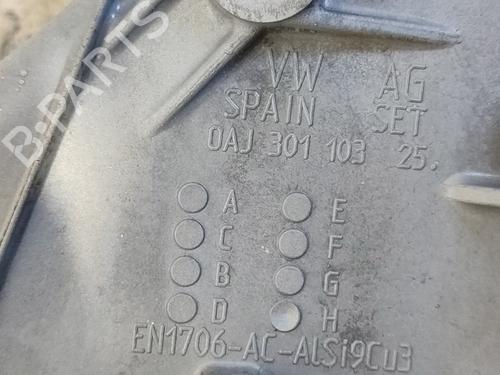 B-PARTS
VW AG
SPAIN SET
0AJ 301 103 25.
A E
C F
B G
D H
EN1706-AC-AlSi9Cu3